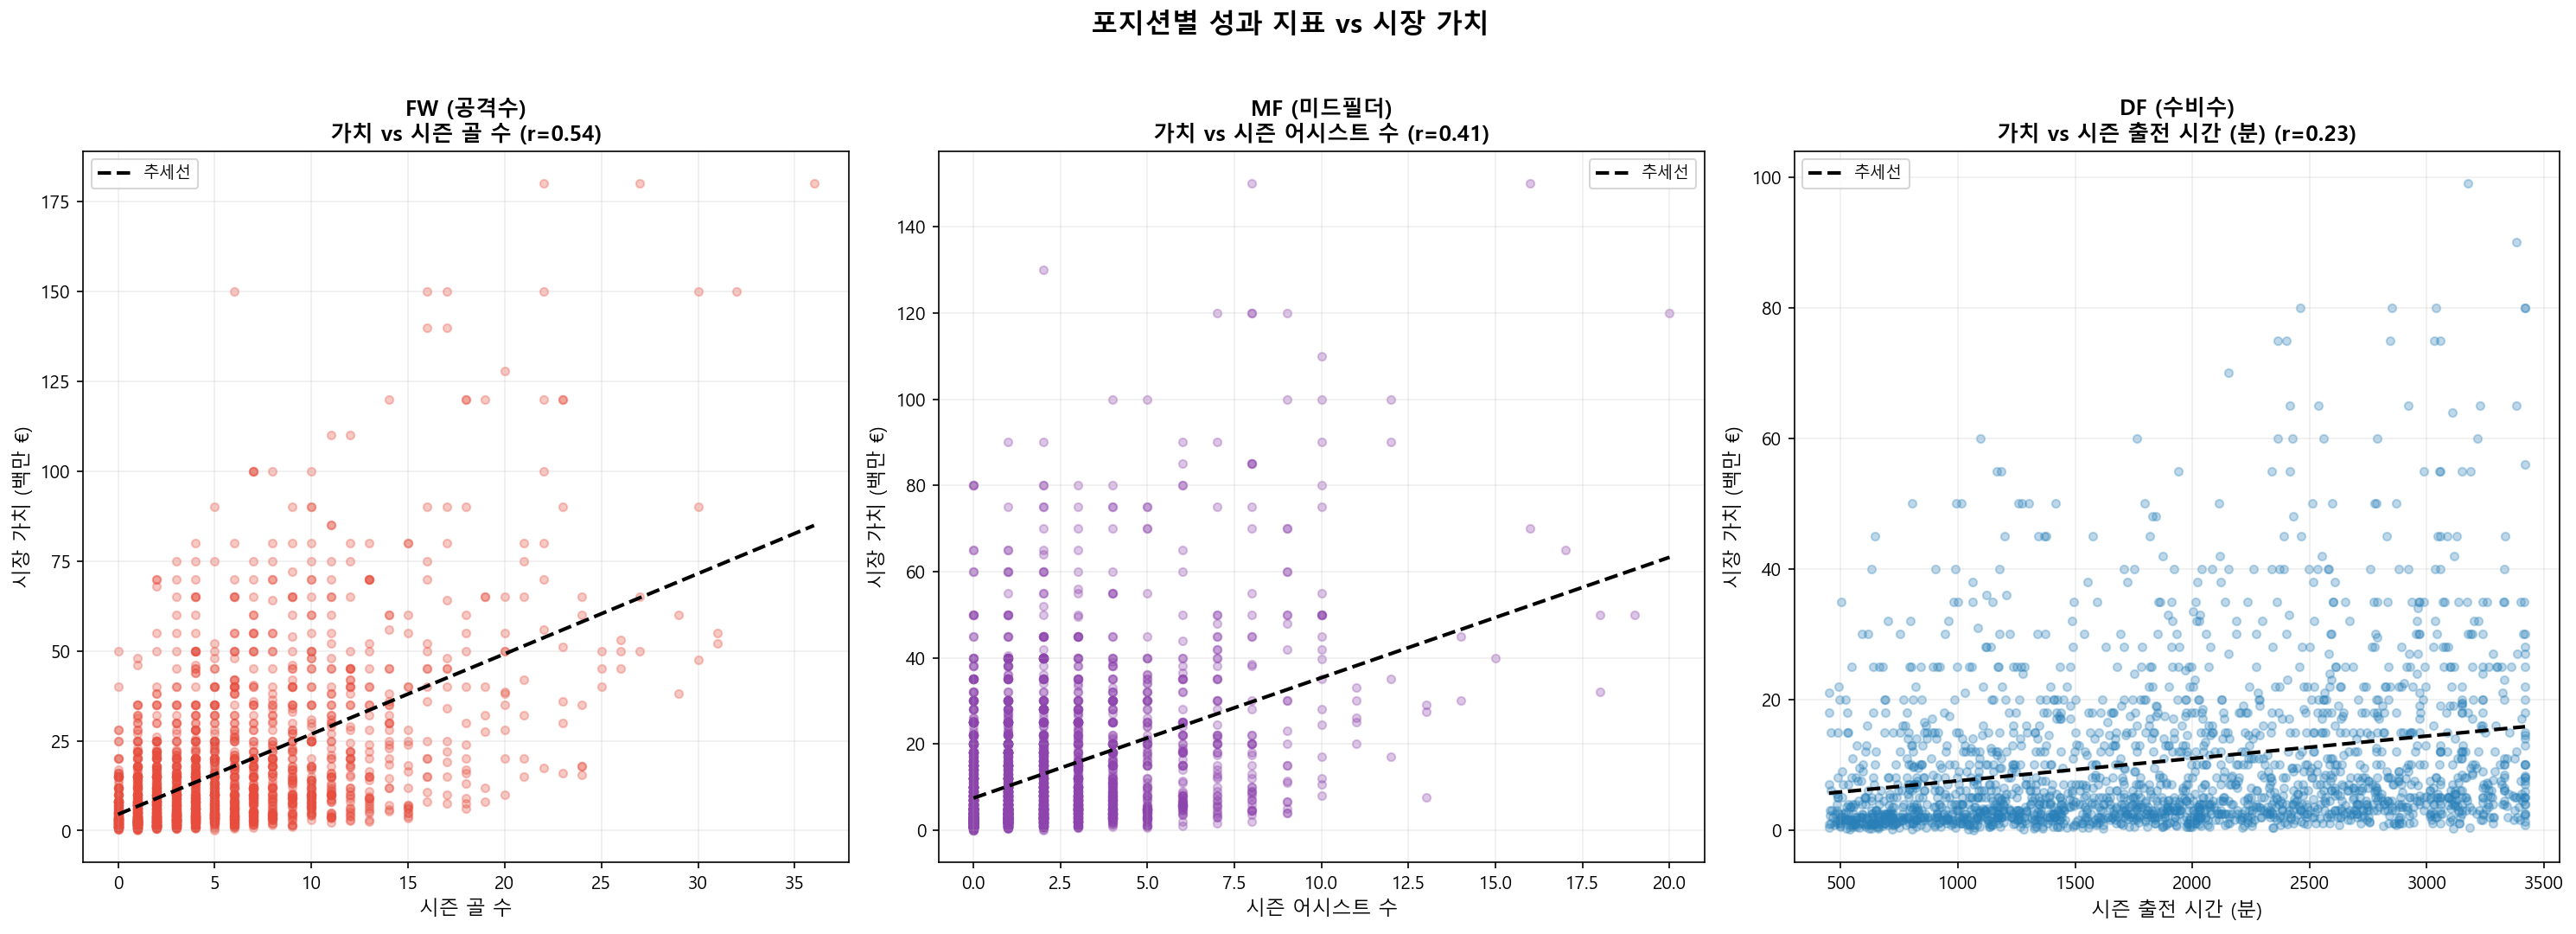 포지션별 성과 지표 vs 시장 가치
FW (공격수)
가치 vs 시즌 골 수 (r=0.54)
추세선
시장 가치 (백만 €)
175
150
125
100
75
50
25
0
0 5 10 15 20 25 30 35
시즌 골 수
MF (미드필더)
가치 vs 시즌 어시스트 수 (r=0.41)
추세선
시장 가치 (백만 €)
140
120
100
80
60
40
20
0
0.0 2.5 5.0 7.5 10.0 12.5 15.0 17.5 20.0
시즌 어시스트 수
DF (수비수)
가치 vs 시즌 출전 시간 (분) (r=0.23)
추세선
시장 가치 (백만 €)
100
80
60
40
20
0
500 1000 1500 2000 2500 3000 3500
시즌 출전 시간 (분)